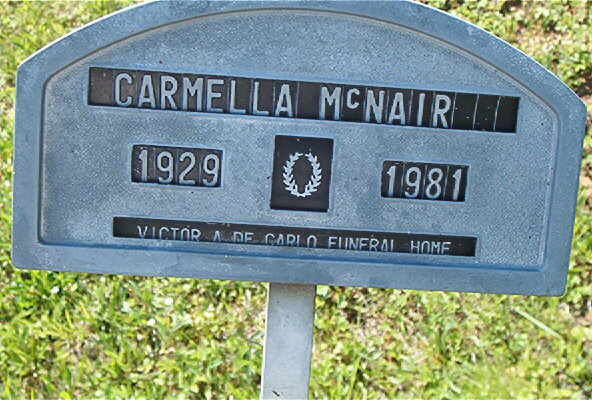 CARMELLA McNAIR
1929 1981
VICTOR A. DE CARLO FUNERAL HOME